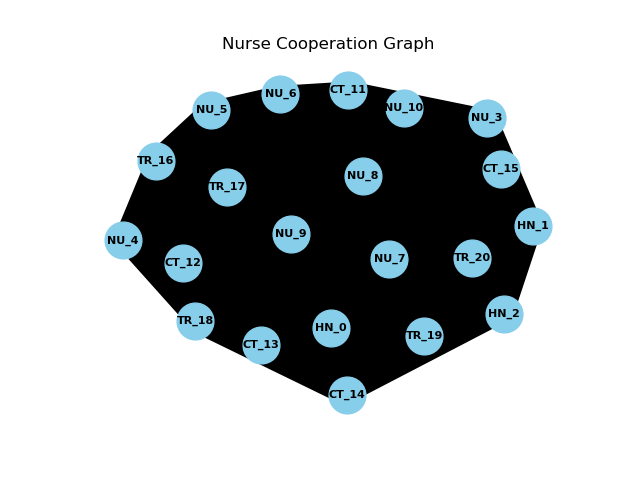 Nurse Cooperation Graph
CT_11
NU_6
NU_10
NU_5
NU_3
TR_16
CT_15
NU_8
TR_17
HN_1
NU_9
NU_4
TR_20
NU_7
CT_12
HN_2
TR_18
HN_0
TR_19
CT_13
CT_14